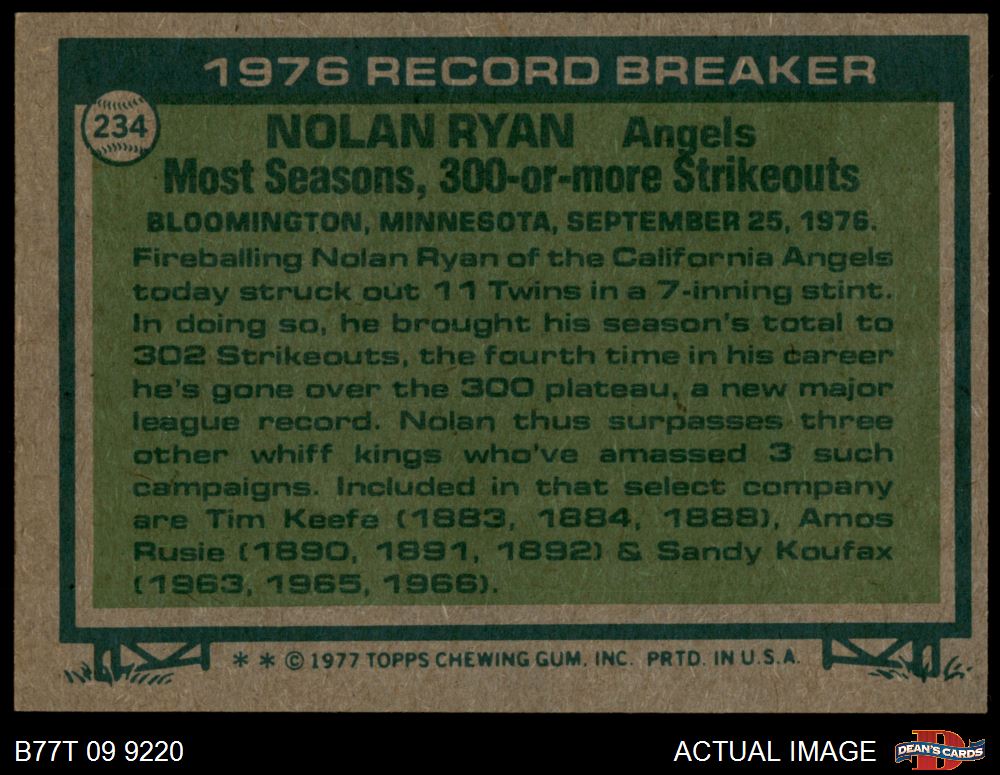 1976 RECORD BREAKER
234
NOLAN RYAN Angels
Most Seasons, 300-or-more Strikeouts
BLOOMINGTON, MINNESOTA, SEPTEMBER 25, 1976.
Fireballing Nolan Ryan of the California Angels
today struck out 11 Twins in a 7-inning stint.
In doing so, he brought his season's total to
302 Strikeouts, the fourth time in his career
he's gone over the 300 plateau, a new major
league record. Nolan thus surpasses three
other whiff kings who've amassed 3 such
campaigns. Included in that select company
are Tim Keefe (1883, 1884, 1888), Amos
Rusie (1890, 1891, 1892) & Sandy Koufax
(1963, 1965, 1966).
* * © 1977 TOPPS CHEWING GUM, INC. PRTD. IN U.S.A.
B77T 09 9220
ACTUAL IMAGE
D
DEAN'S CARDS